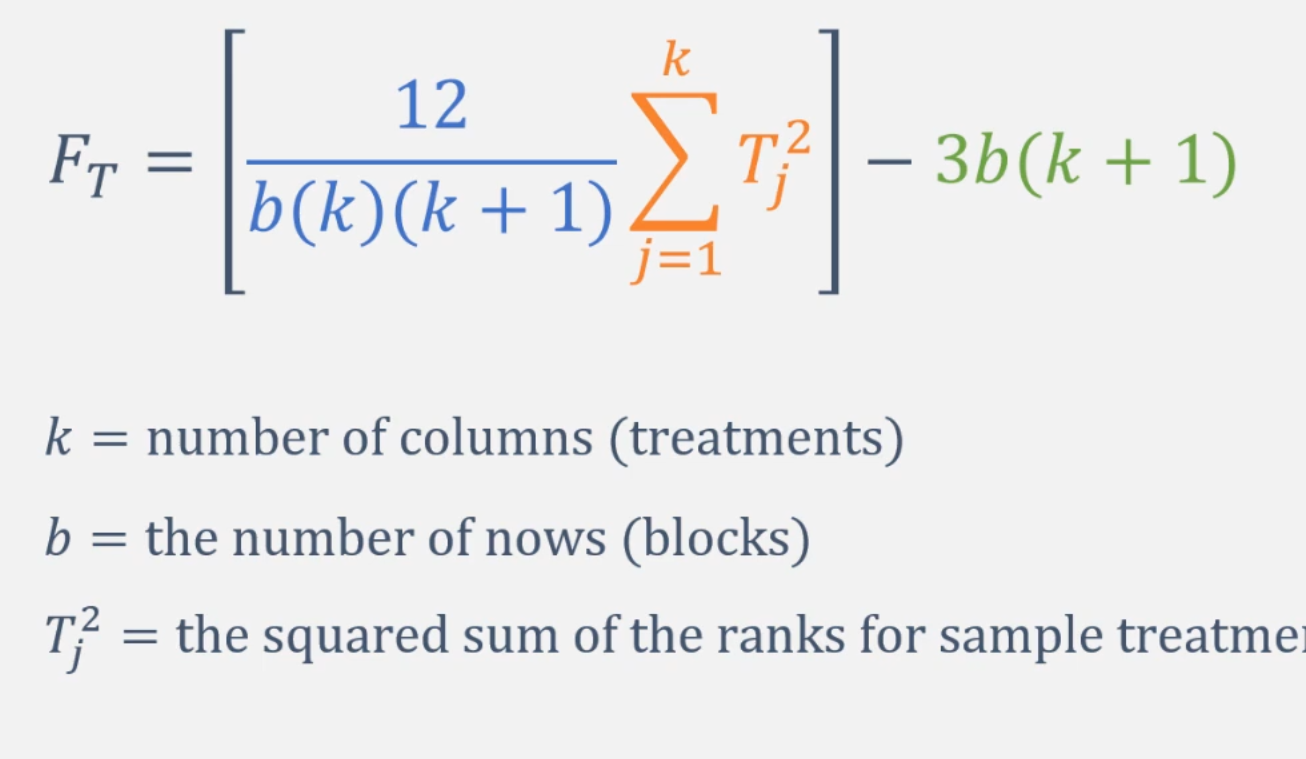 F_T = [ 12 / b(k)(k + 1) ∑_{j=1}^{k} T_j^2 ] − 3b(k + 1)
k = number of columns (treatments)
b = the number of nows (blocks)
T_j^2 = the squared sum of the ranks for sample